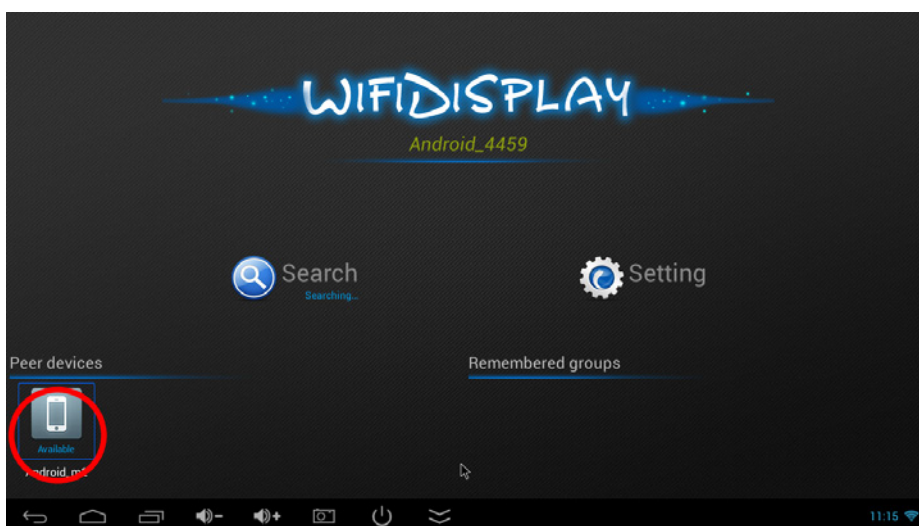 WIFIDISPLAY
Android_4459
Search
Searching...
Setting
Peer devices
Remembered groups
Available
11:15